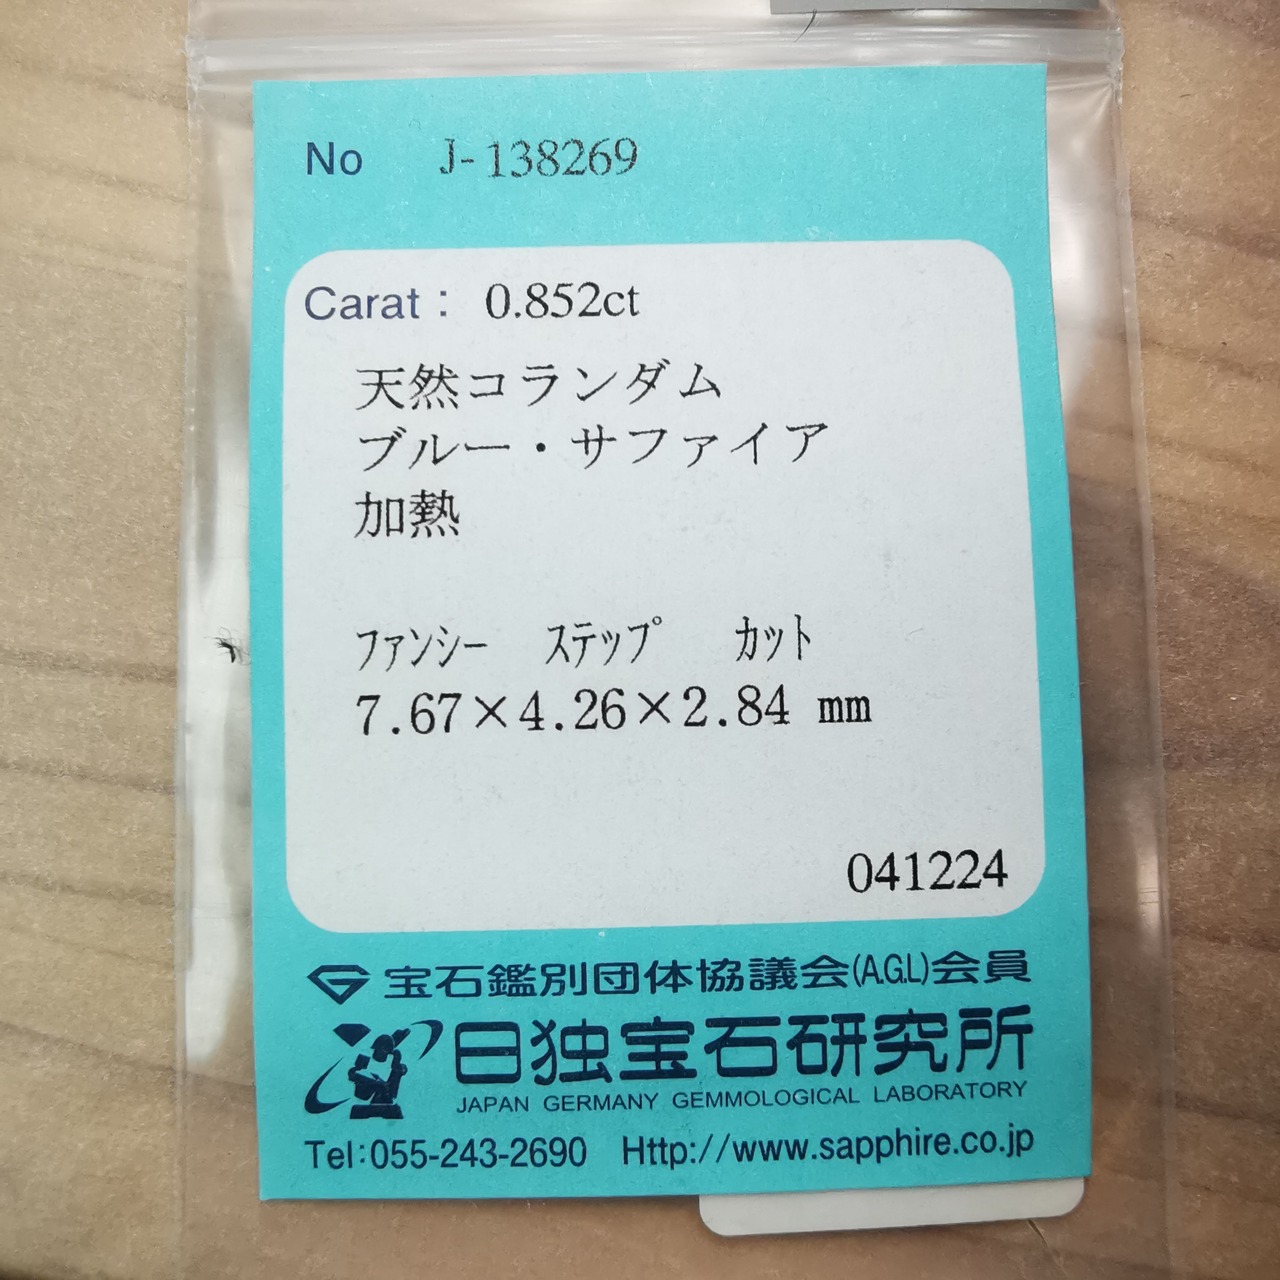 No J-138269
Carat: 0.852ct
天然コランダム
ブルー・サファイア
加熱
ファンシー ステップ カット
7.67×4.26×2.84 mm
041224
宝石鑑別団体協議会(A.G.L)会員
日独宝石研究所
JAPAN GERMANY GEMMOLOGICAL LABORATORY
Tel:055-243-2690 Http://www.sapphire.co.jp